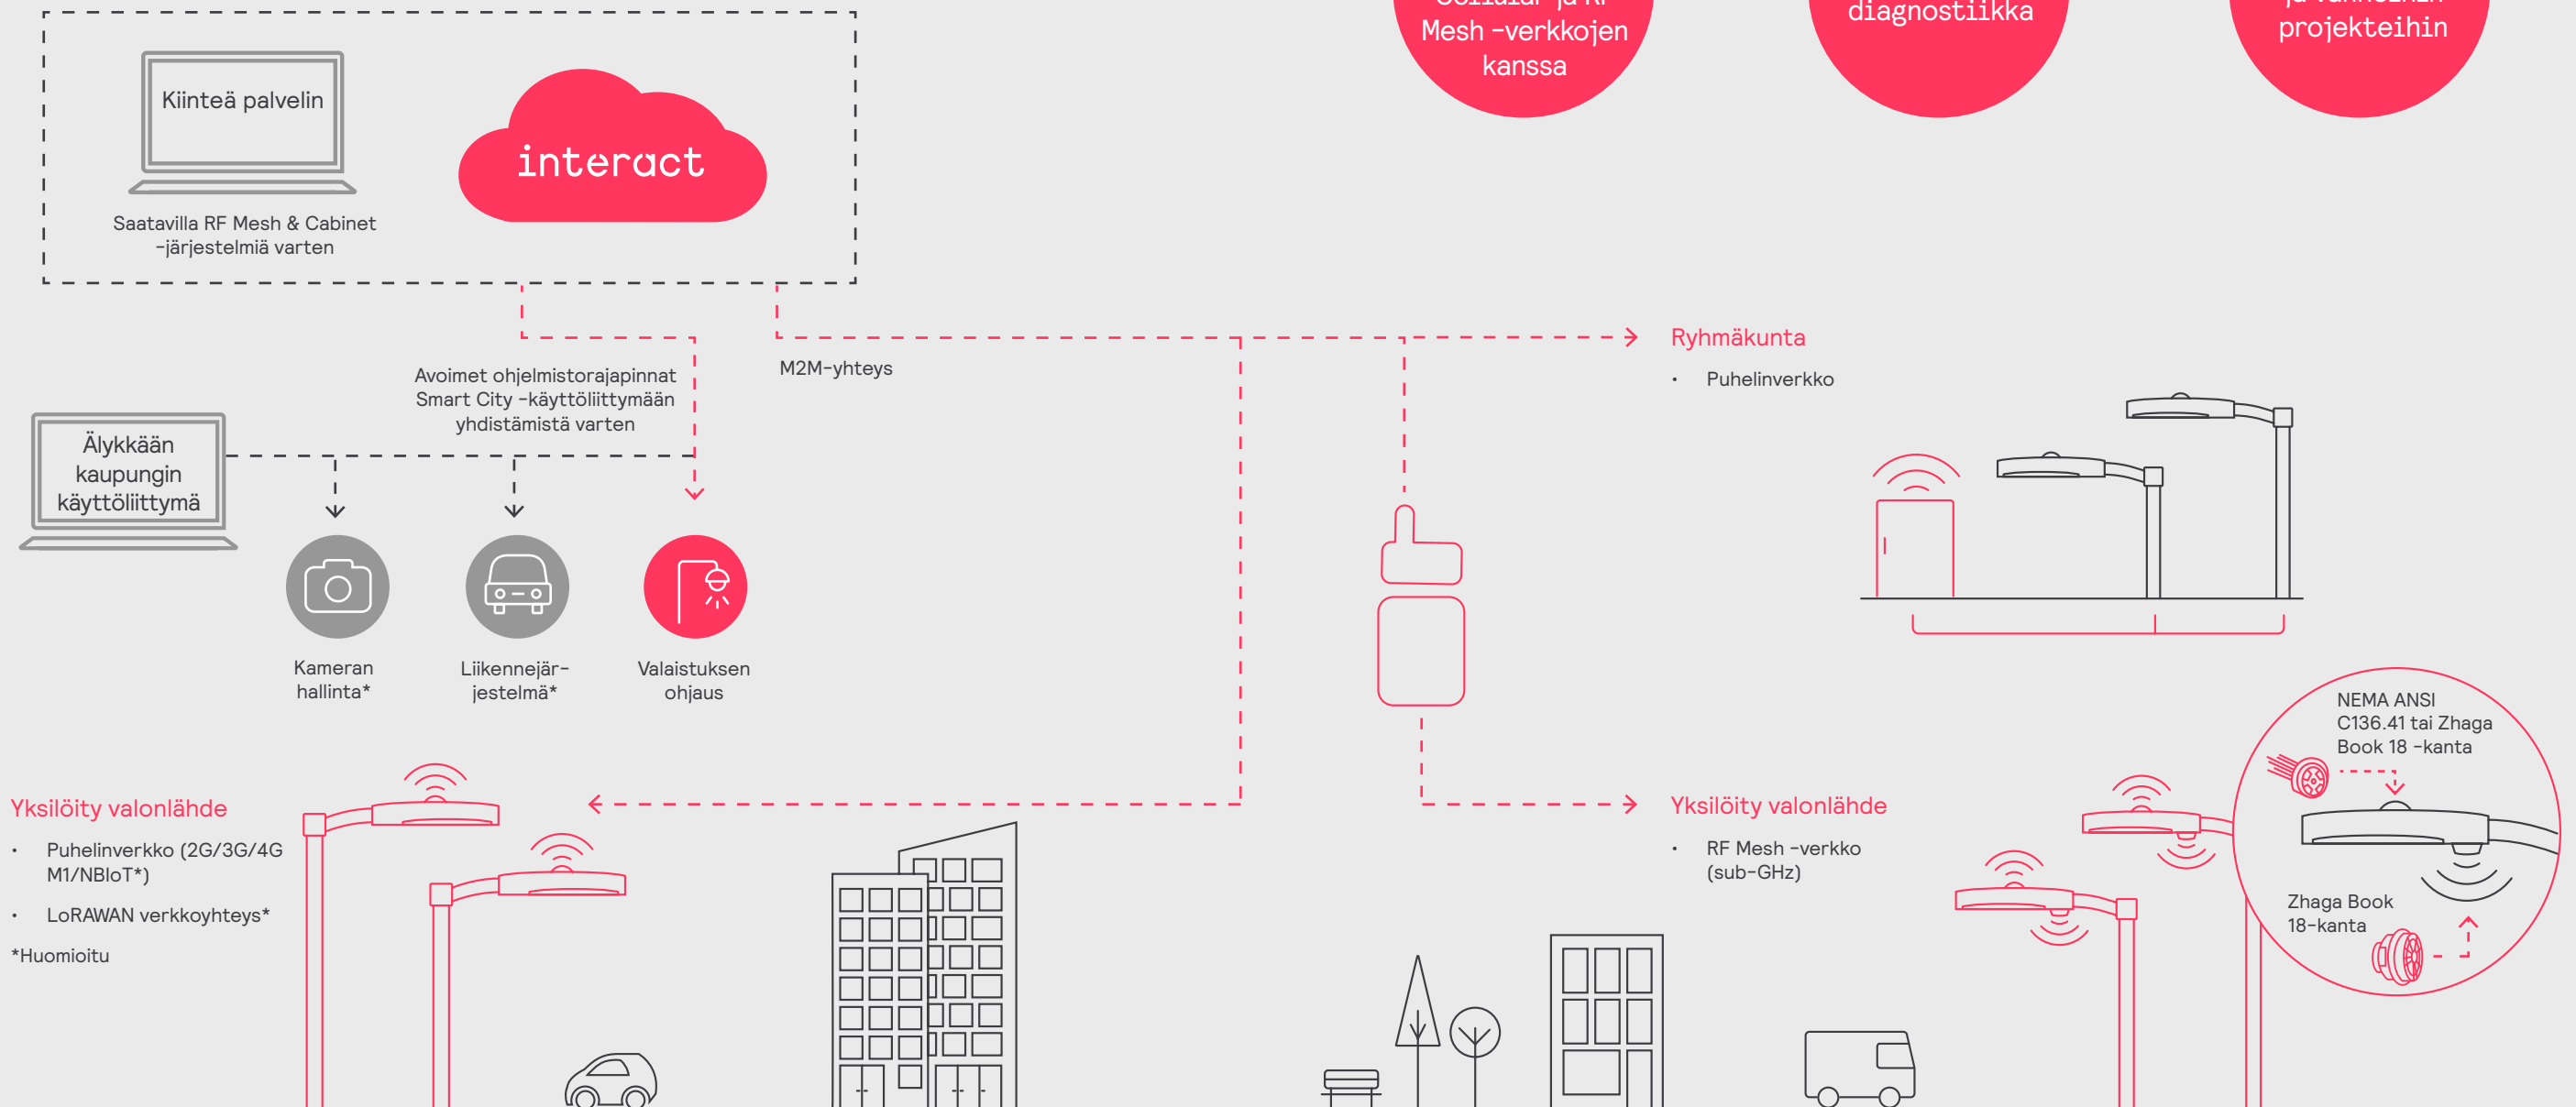 Mesh -verkkojen
kanssa
diagnostiikka
projekteihin
Kiinteä palvelin
interact
Saatavilla RF Mesh & Cabinet
-järjestelmiä varten
Avoimet ohjelmistorajapinnat
Smart City -käyttöliittymään
yhdistämistä varten
M2M-yhteys
Ryhmäkunta
• Puhelinverkko
Älykkään
kaupungin
käyttöliittymä
Kameran
hallinta*
Liikennejär-
jestelmä*
Valaistuksen
ohjaus
Yksilöity valonlähde
• Puhelinverkko (2G/3G/4G
M1/NBIoT*)
• LoRAWAN verkkoyhteys*
*Huomioitu
Yksilöity valonlähde
• RF Mesh -verkko
(sub-GHz)
NEMA ANSI
C136.41 tai Zhaga
Book 18 -kanta
Zhaga Book
18-kanta